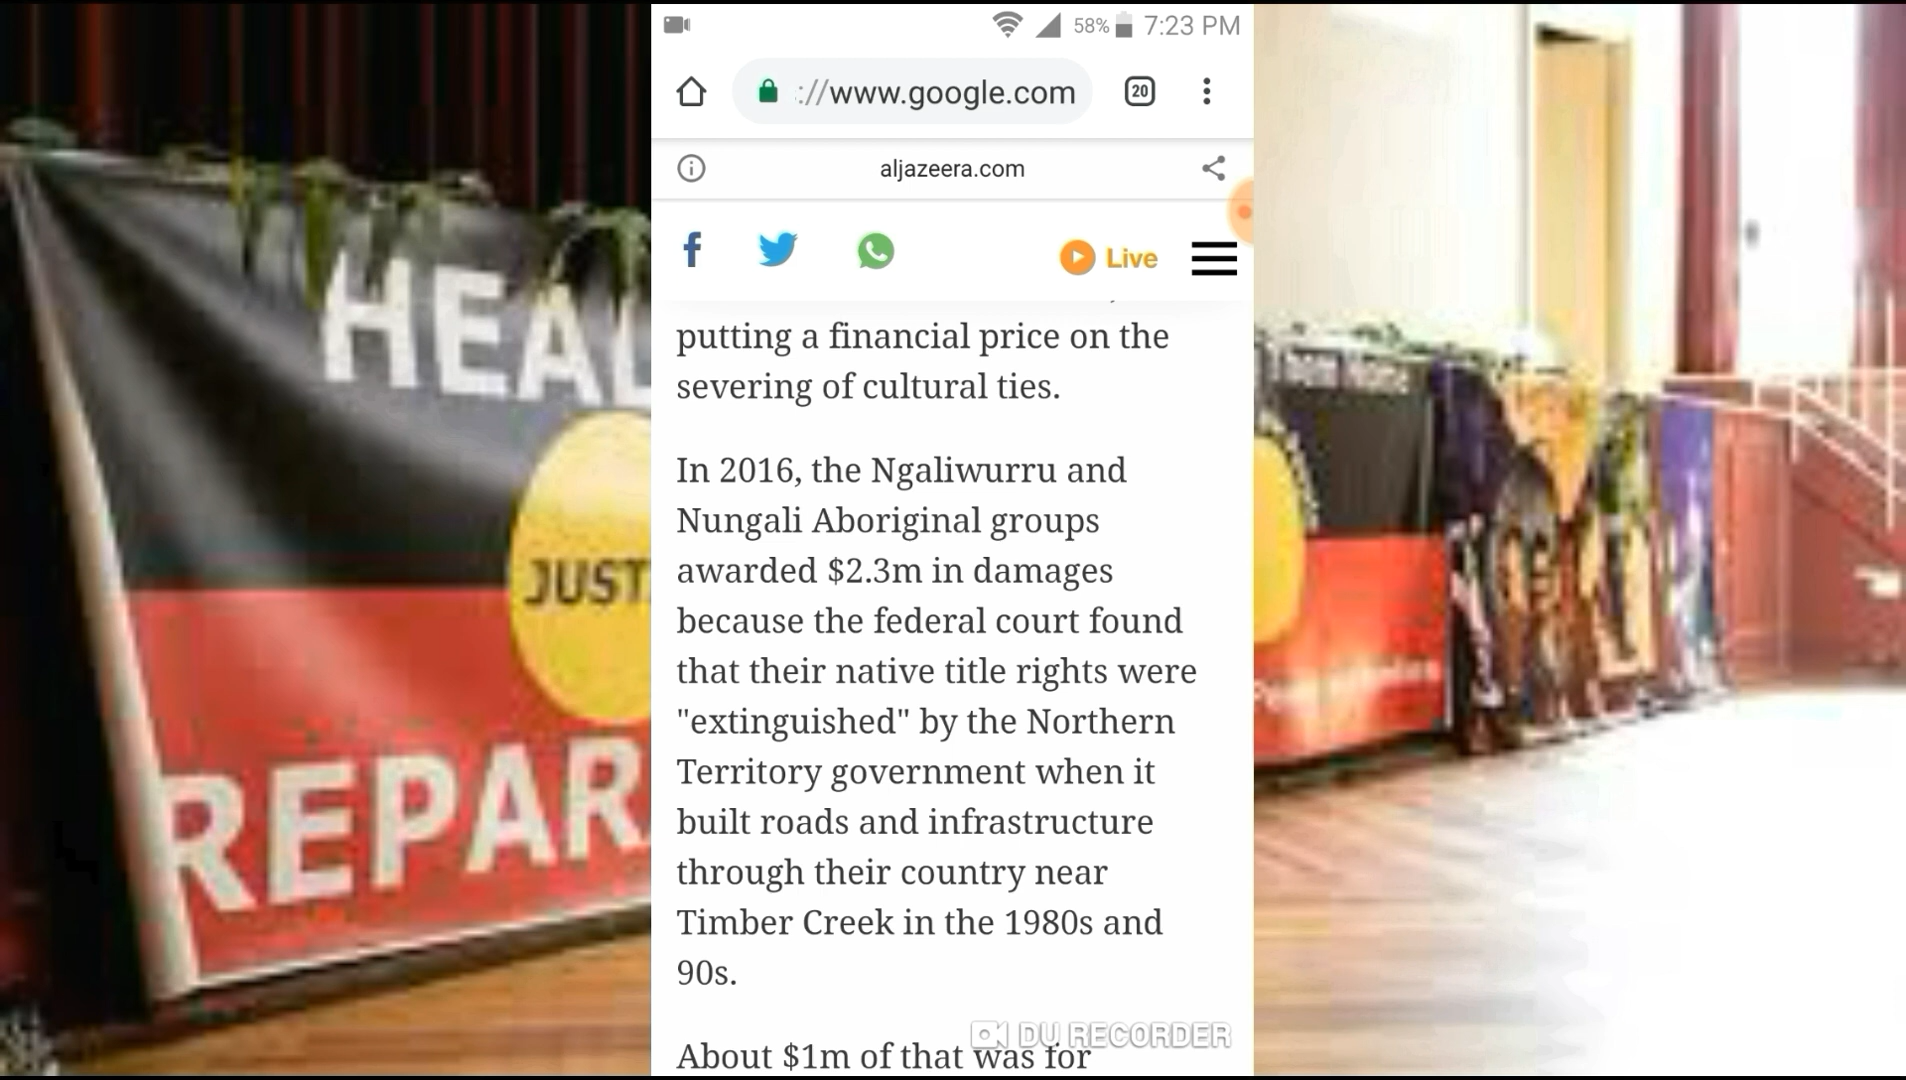 58% 7:23 PM
://www.google.com 20
aljazeera.com
f Live
putting a financial price on the
severing of cultural ties.
In 2016, the Ngaliwurru and
Nungali Aboriginal groups
awarded $2.3m in damages
because the federal court found
that their native title rights were
"extinguished" by the Northern
Territory government when it
built roads and infrastructure
through their country near
Timber Creek in the 1980s and
90s.
About $1m of that was for
DU RECORDER
HEAL
JUST
REPAR